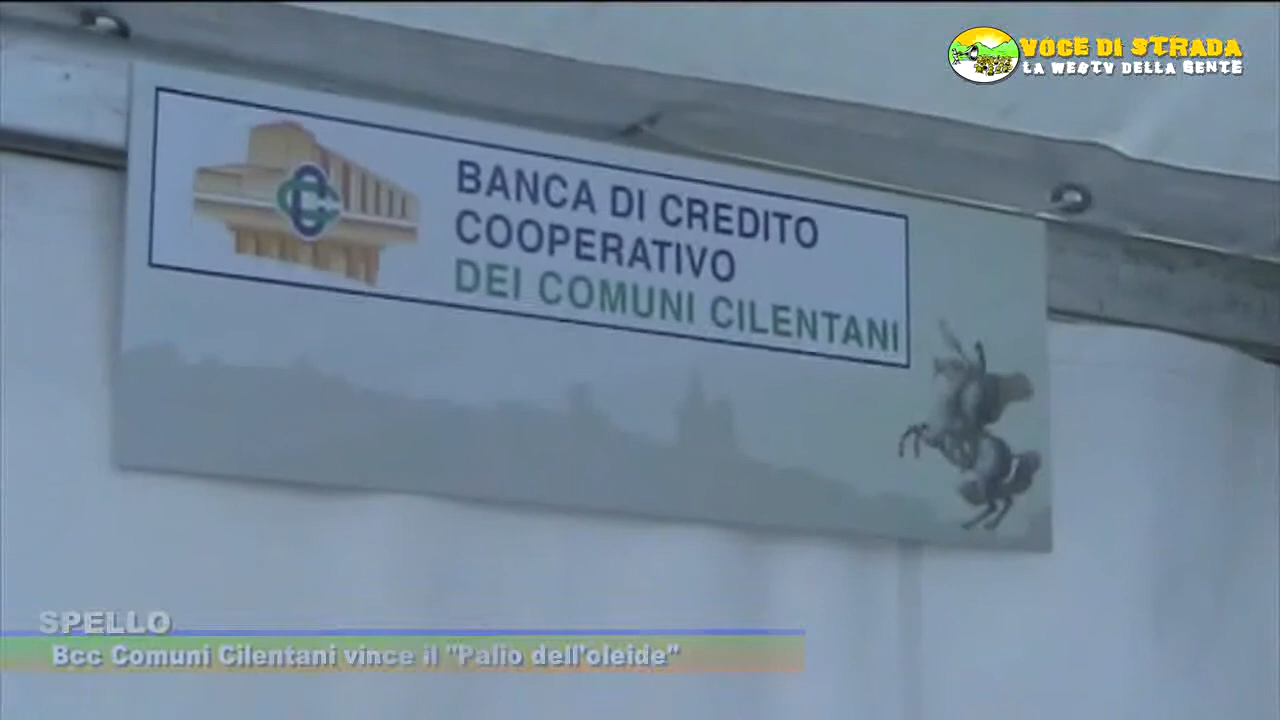 VOCE DI STRADA
LA WEBTV DELLA GENTE
BANCA DI CREDITO
COOPERATIVO
DEI COMUNI CILENTANI
SPELLO
Bcc Comuni Cilentani vince il "Palio dell'oleide"